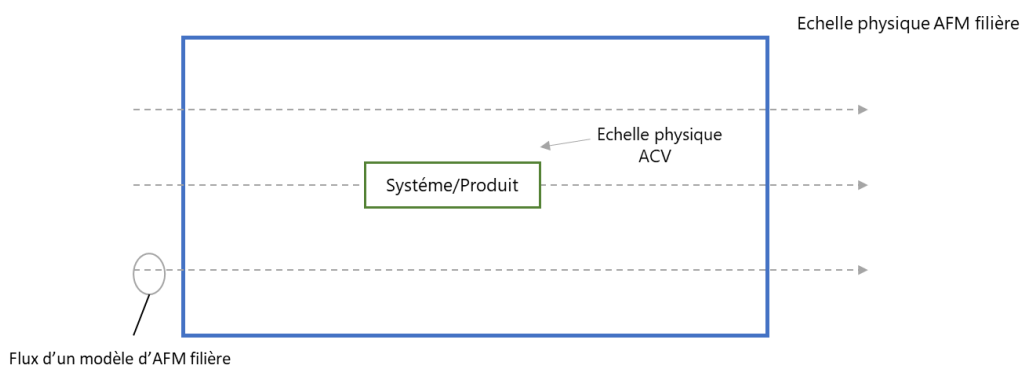 Echelle physique AFM filière
Echelle physique
ACV
Systéme/Produit
Flux d’un modèle d’AFM filière